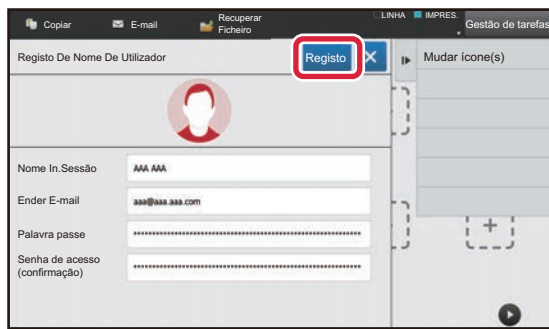 Copiar
E-mail
Recuperar
Ficheiro
LINHA
IMPRES.
Gestão de tarefas
Registo De Nome De Utilizador
Registo
Mudar ícone(s)
Nome In.Sessão
AAA AAA
Ender E-mail
aaa@aaa.aaa.com
Palavra passe
Senha de acesso
(confirmação)